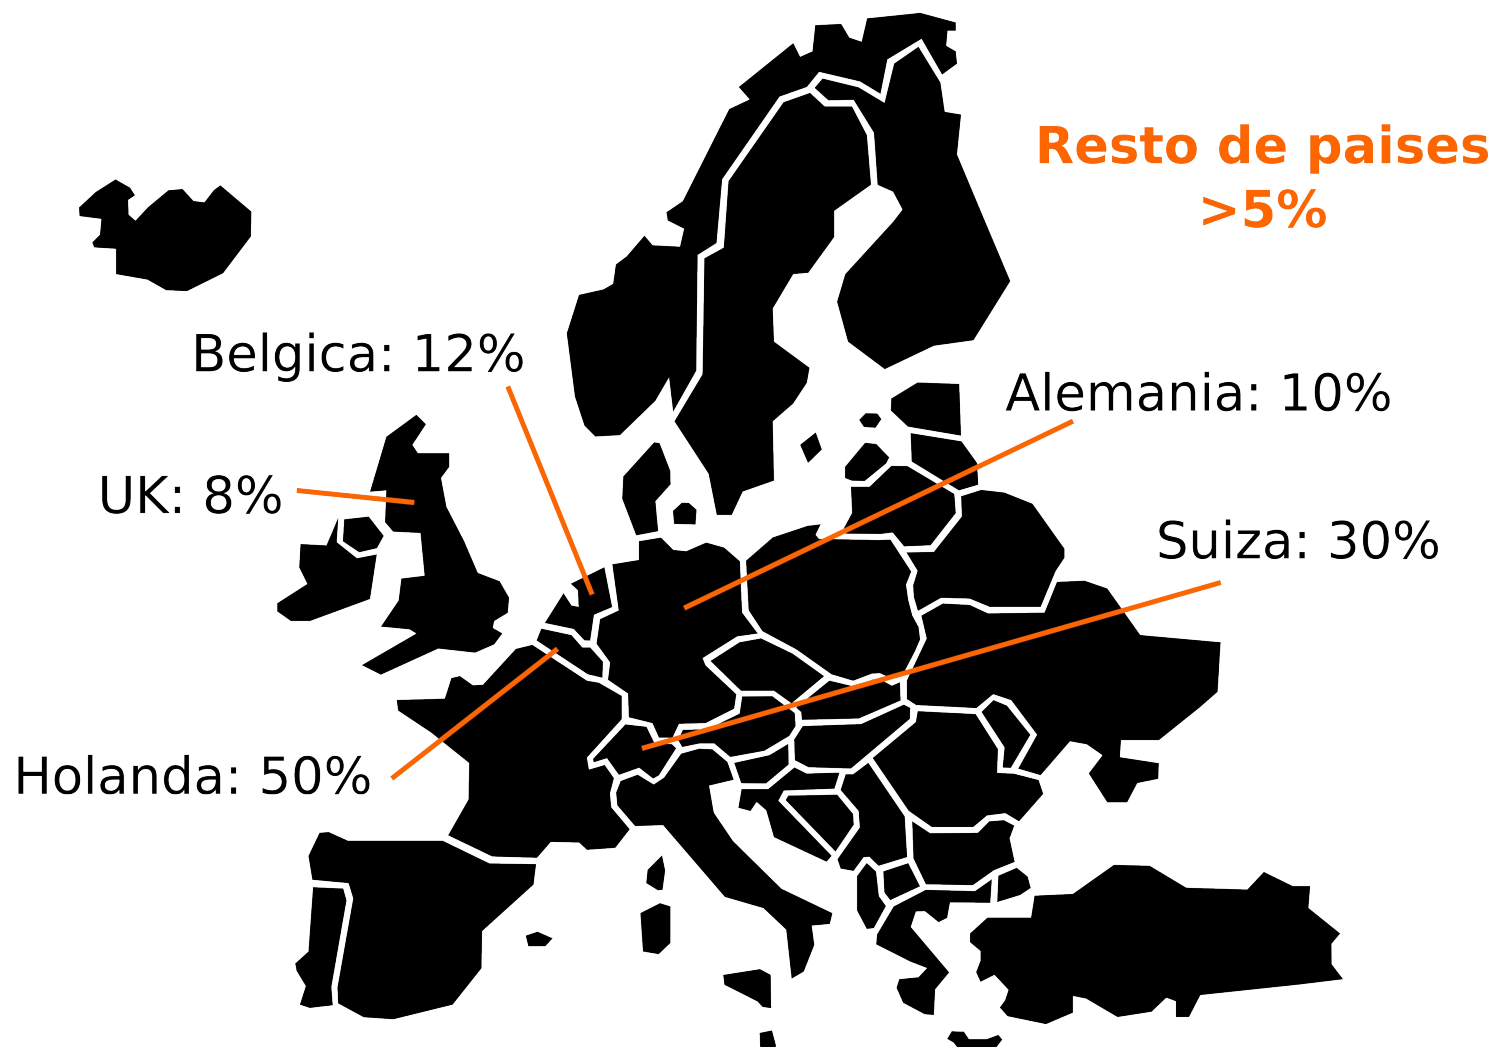 Resto de paises
>5%
Belgica: 12%
Alemania: 10%
UK: 8%
Suiza: 30%
Holanda: 50%